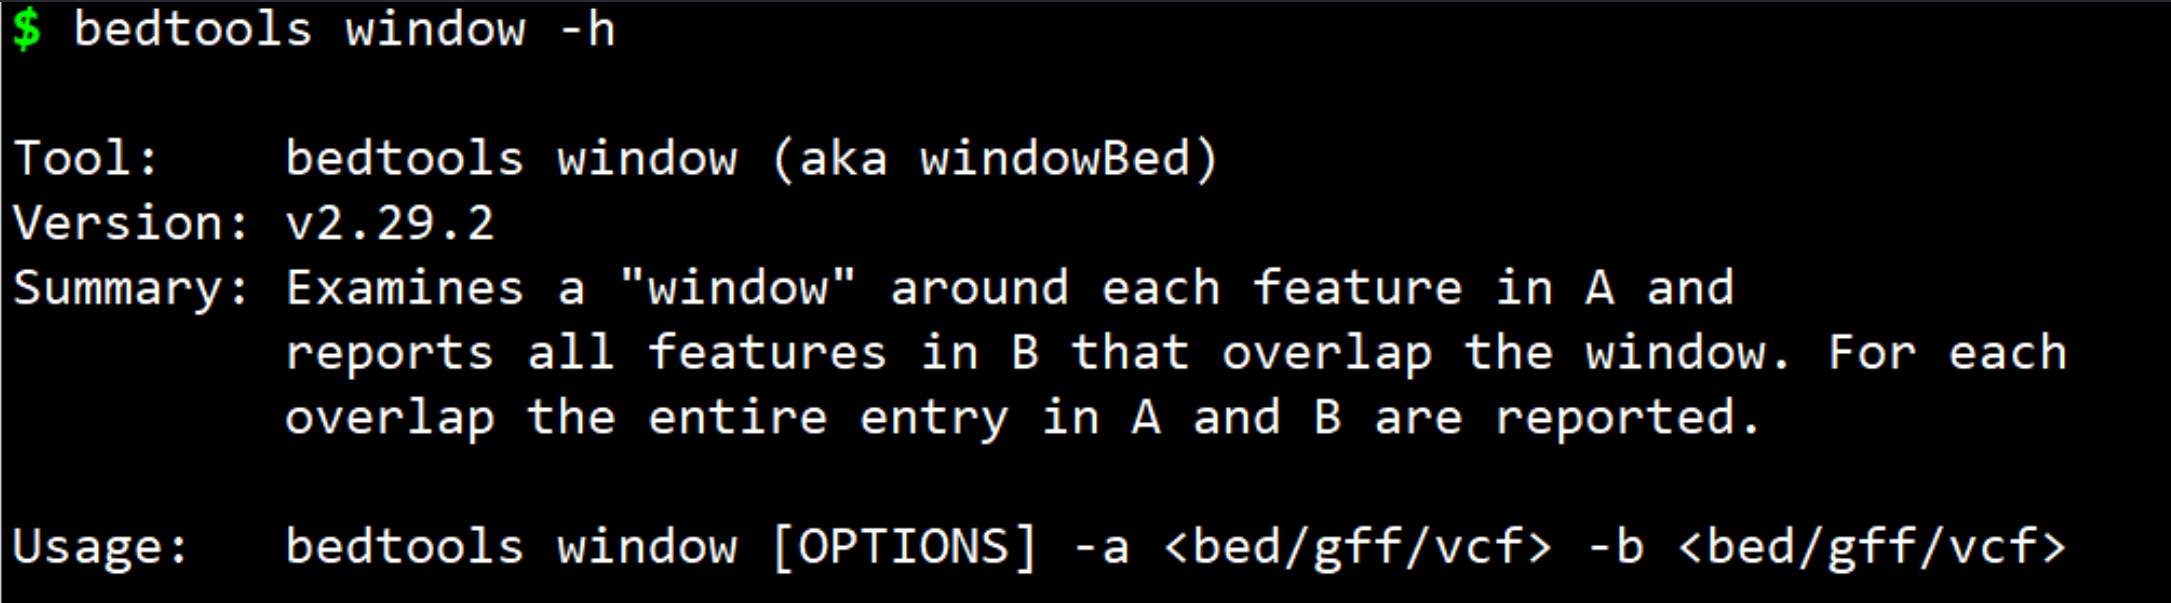 $ bedtools window -h
Tool:    bedtools window (aka windowBed)
Version: v2.29.2
Summary: Examines a "window" around each feature in A and
         reports all features in B that overlap the window. For each
         overlap the entire entry in A and B are reported.
Usage:   bedtools window [OPTIONS] -a <bed/gff/vcf> -b <bed/gff/vcf>